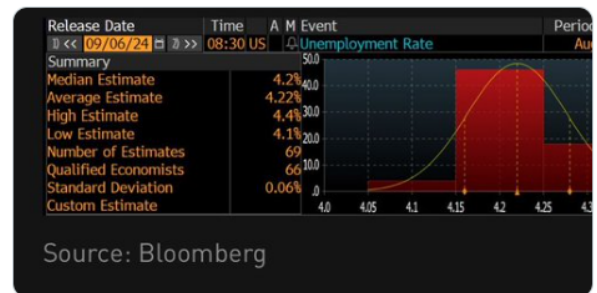 Release Date Time A M Event Perio
1) << 09/06/24 2) >> 08:30 US Unemployment Rate Au
Summary
Median Estimate 4.2%
Average Estimate 4.22%
High Estimate 4.4%
Low Estimate 4.1%
Number of Estimates 69
Qualified Economists 66
Standard Deviation 0.06%
Custom Estimate
50.0
40.0
30.0
20.0
10.0
.0
4.0 4.05 4.1 4.15 4.2 4.25 4.3
Source: Bloomberg